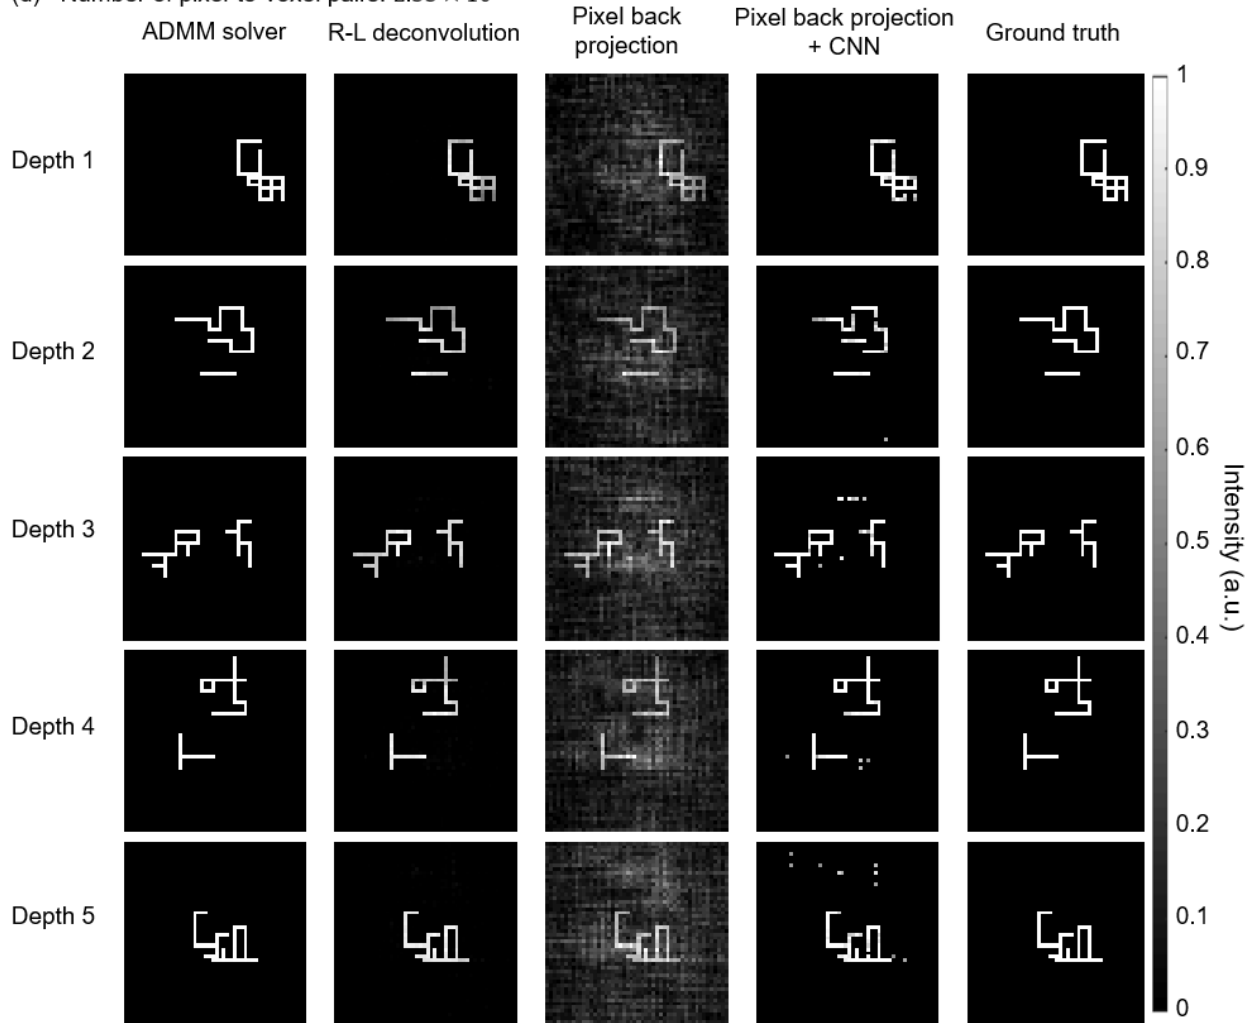 ADMM solver
R-L deconvolution
Pixel back
projection
Pixel back projection
+ CNN
Ground truth
Depth 1
Depth 2
Depth 3
Depth 4
Depth 5
1
0.9
0.8
0.7
0.6
0.5
0.4
0.3
0.2
0.1
0
Intensity (a.u.)